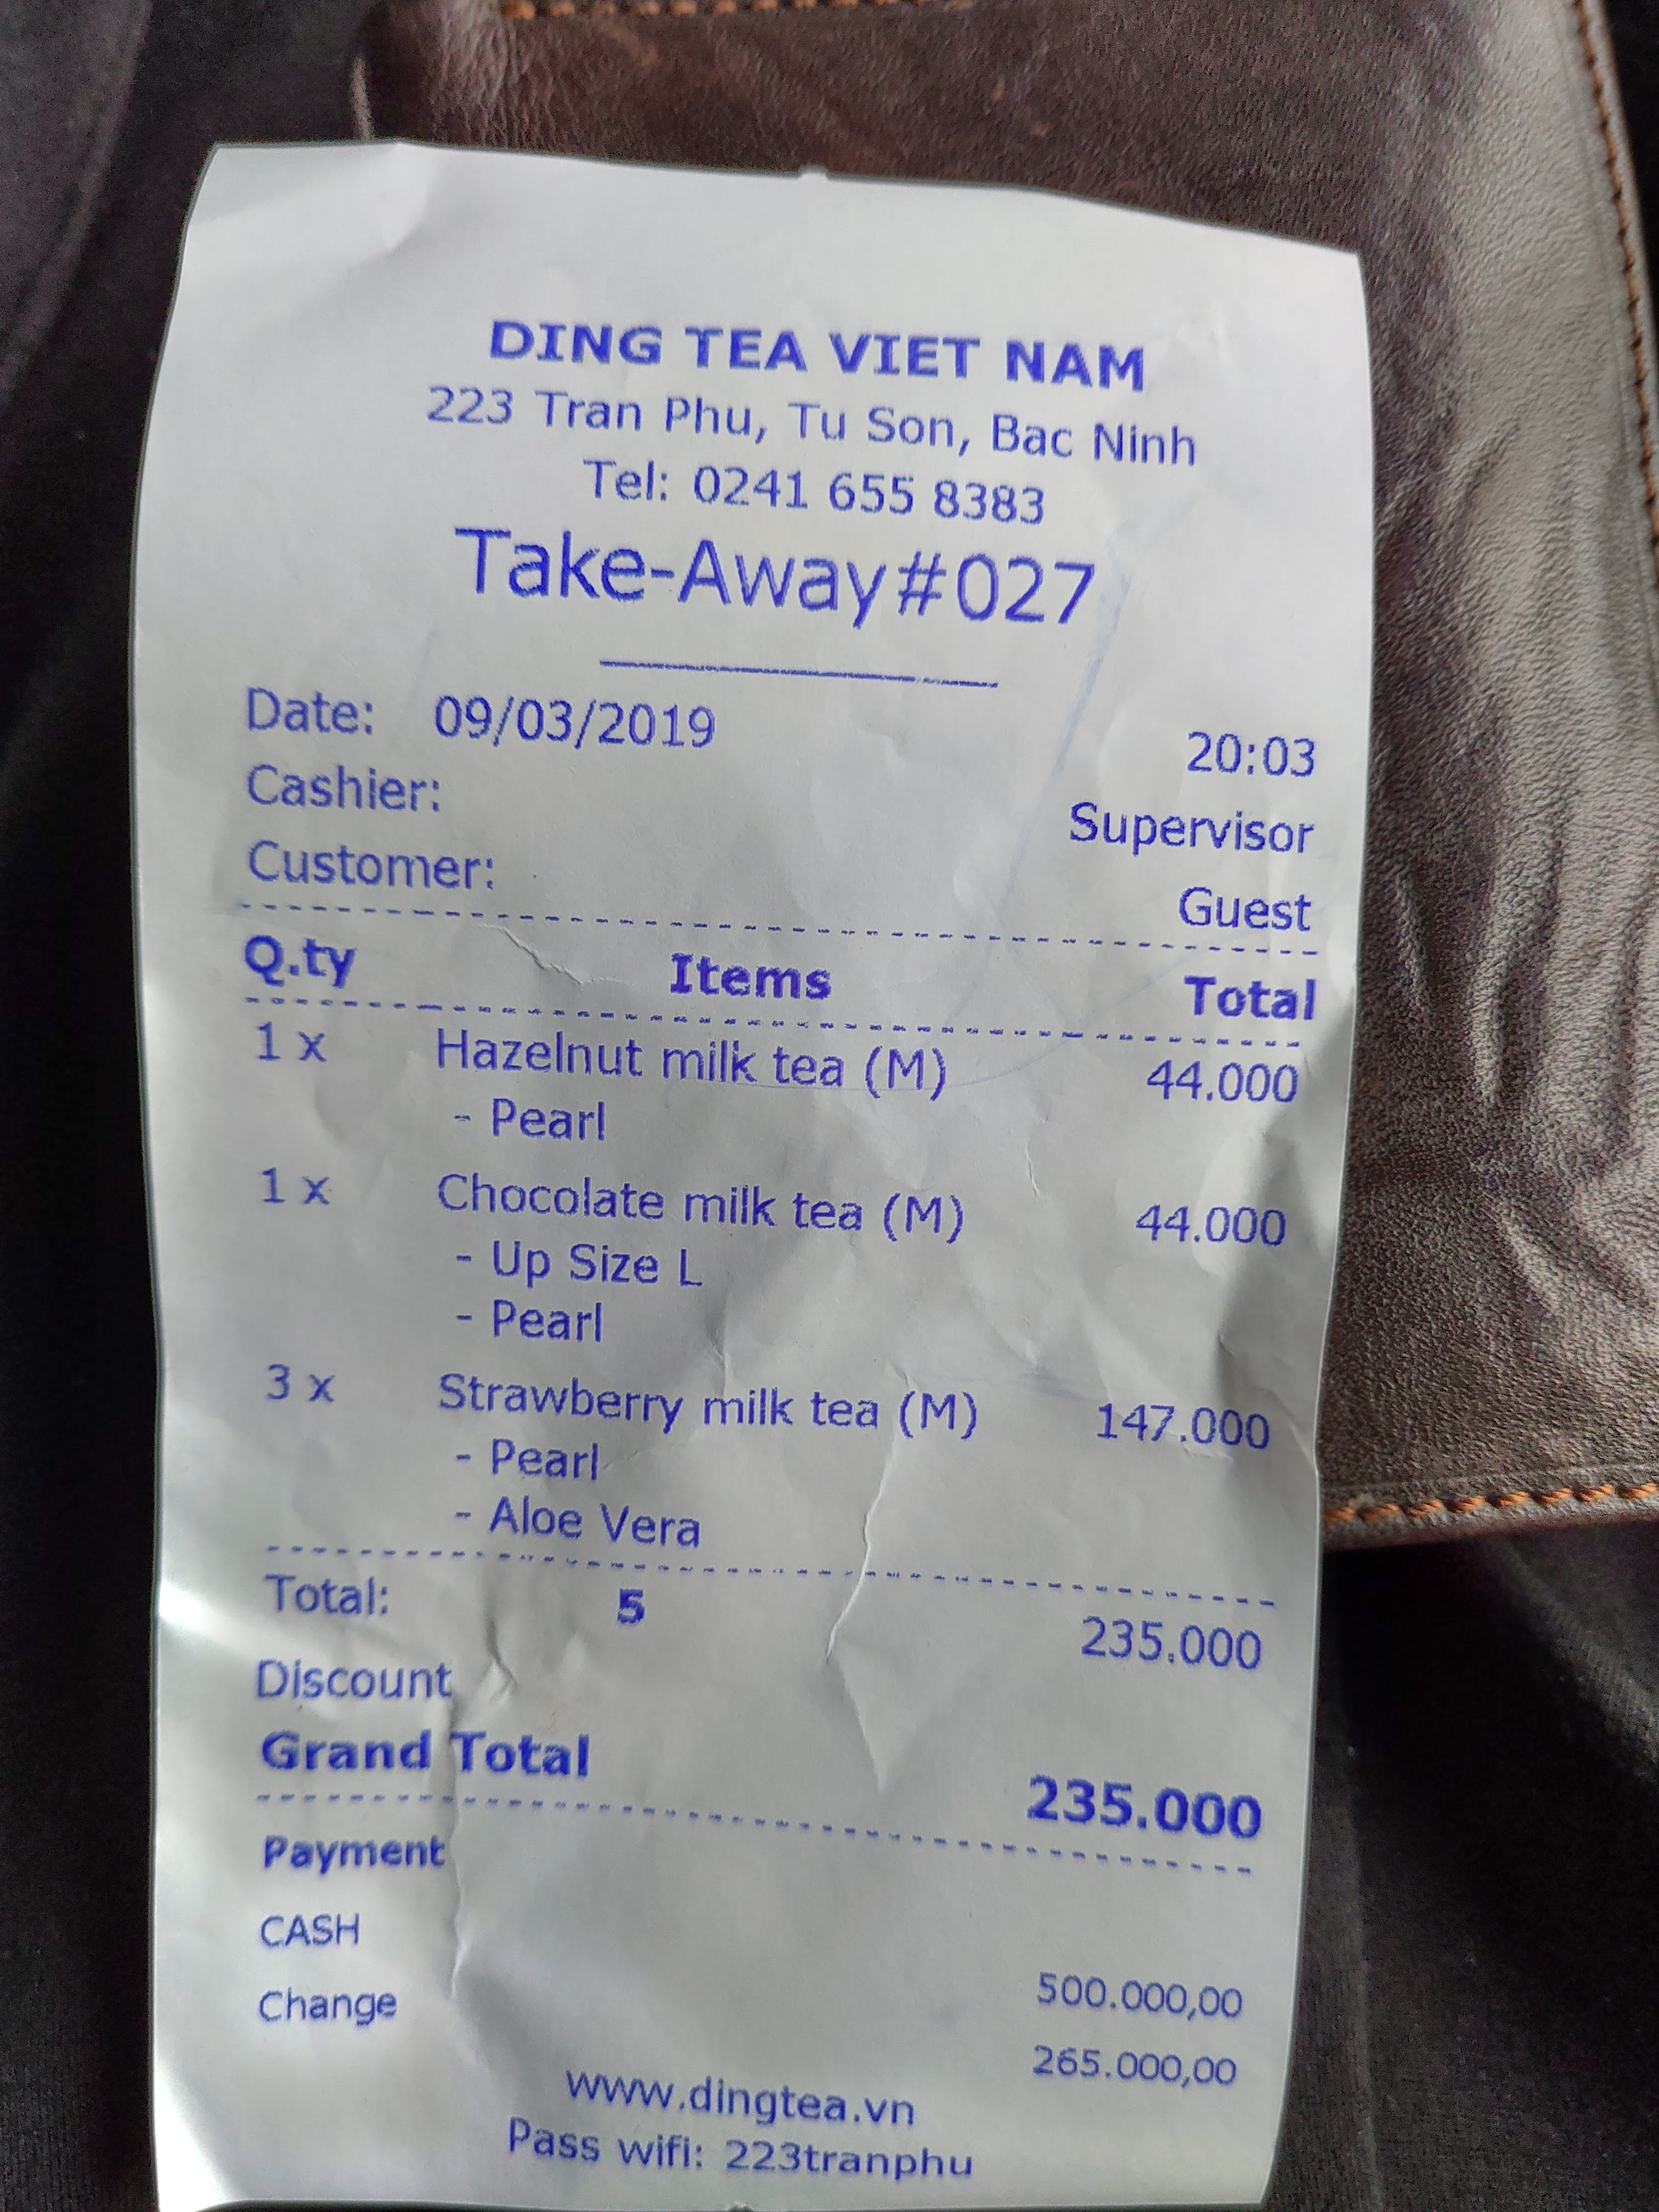 DING TEA VIET NAM
223 Tran Phu, Tu Son, Bac Ninh
Tel: 0241 655 8383
Take-Away#027
Date: 09/03/2019 20:03
Cashier: Supervisor
Customer: Guest
Q.ty Items Total
1 x Hazelnut milk tea (M) 44.000
- Pearl
1 x Chocolate milk tea (M) 44.000
- Up Size L
- Pearl
3 x Strawberry milk tea (M) 147.000
- Pearl
- Aloe Vera
Total: 5 235.000
Discount
Grand Total 235.000
Payment
CASH 500.000,00
Change 265.000,00
www.dingtea.vn
Pass wifi: 223tranphu